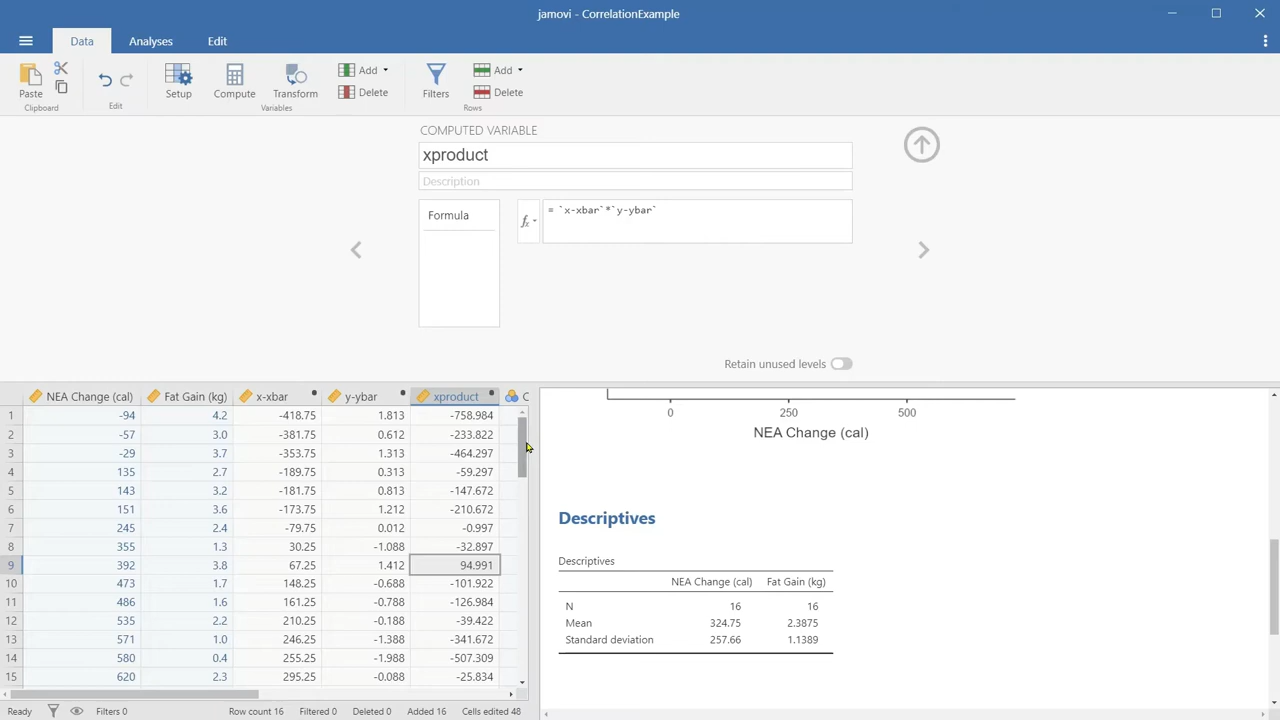 jamovi - CorrelationExample
Data Analyses Edit
Paste Setup Compute Transform Add Delete Filters Add Delete
Clipboard Edit Variables Rows
COMPUTED VARIABLE
xproduct
Description
Formula
fx = `x-xbar`*`y-ybar`
Retain unused levels
NEA Change (cal) Fat Gain (kg) x-xbar y-ybar xproduct C
1 -94 4.2 -418.75 1.813 -758.984
2 -57 3.0 -381.75 0.612 -233.822
3 -29 3.7 -353.75 1.313 -464.297
4 135 2.7 -189.75 0.313 -59.297
5 143 3.2 -181.75 0.813 -147.672
6 151 3.6 -173.75 1.212 -210.672
7 245 2.4 -79.75 0.012 -0.997
8 355 1.3 30.25 -1.088 -32.897
9 392 3.8 67.25 1.412 94.991
10 473 1.7 148.25 -0.688 -101.922
11 486 1.6 161.25 -0.788 -126.984
12 535 2.2 210.25 -0.188 -39.422
13 571 1.0 246.25 -1.388 -341.672
14 580 0.4 255.25 -1.988 -507.309
15 620 2.3 295.25 -0.088 -25.834
0 250 500
NEA Change (cal)
Descriptives
Descriptives
NEA Change (cal) Fat Gain (kg)
N 16 16
Mean 324.75 2.3875
Standard deviation 257.66 1.1389
Ready Filters 0 Row count 16 Filtered 0 Deleted 0 Added 16 Cells edited 48